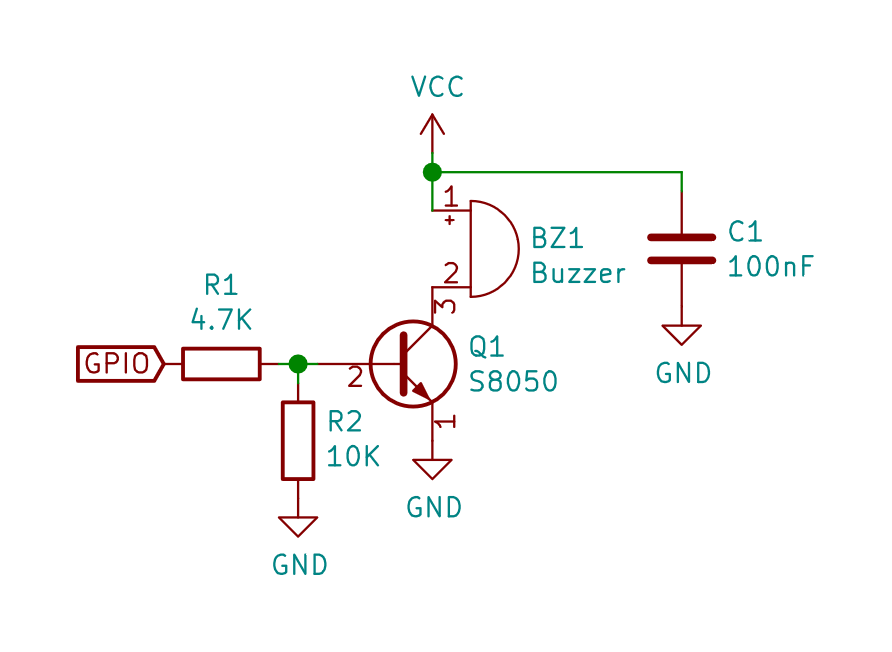 VCC
1
+
BZ1
Buzzer
2
C1
100nF
R1
4.7K
3
GPIO
2
Q1
S8050
GND
R2
10K
1
GND
GND